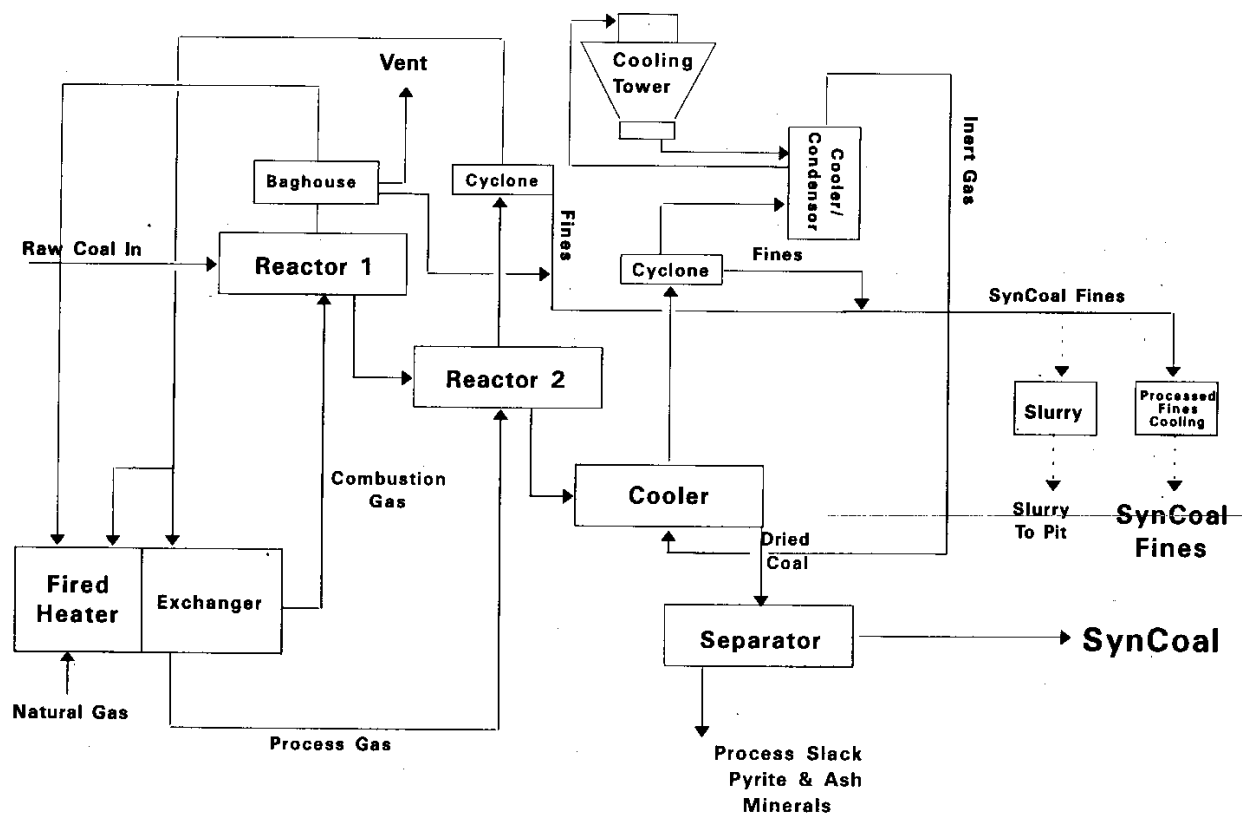 Vent
Cooling
Tower
Baghouse
Cyclone
Cooler/
Condensor
Inert Gas
Raw Coal In
Reactor 1
Fines
Cyclone
Fines
SynCoal Fines
Reactor 2
Slurry
Processed
Fines
Cooling
Combustion
Gas
Cooler
Slurry
To Pit
SynCoal
Fines
Dried
Coal
Fired
Heater
Exchanger
Separator
SynCoal
Natural Gas
Process Gas
Process Slack
Pyrite & Ash
Minerals